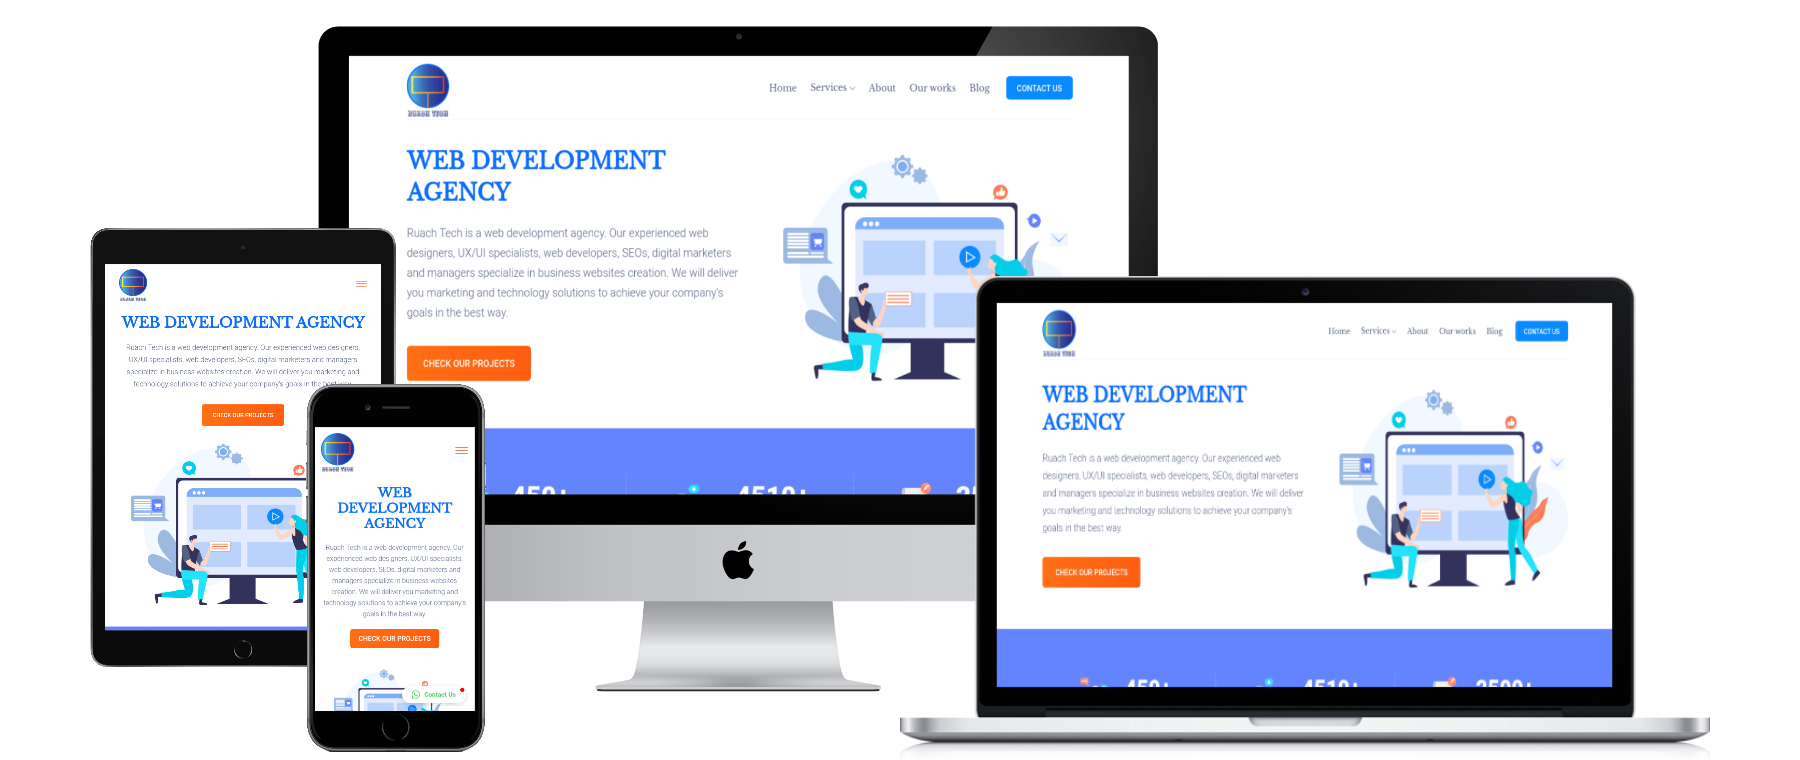 RUACH TECH
Home Services About Our works Blog CONTACT US
WEB DEVELOPMENT
AGENCY
Ruach Tech is a web development agency. Our experienced web
designers, UX/UI specialists, web developers, SEOs, digital marketers
and managers specialize in business websites creation. We will deliver
you marketing and technology solutions to achieve your company's
goals in the best way.
CHECK OUR PROJECTS
450+ 4510+
RUACH TECH
WEB DEVELOPMENT AGENCY
Ruach Tech is a web development agency. Our experienced web designers,
UX/UI specialists, web developers, SEOs, digital marketers and managers
specialize in business websites creation. We will deliver you marketing and
technology solutions to achieve your company's goals in the best way.
CHECK OUR PROJECTS
RUACH TECH
WEB
DEVELOPMENT
AGENCY
Ruach Tech is a web development agency. Our
experienced web designers, UX/UI specialists,
web developers, SEOs, digital marketers and
managers specialize in business websites
creation. We will deliver you marketing and
technology solutions to achieve your company's
goals in the best way.
CHECK OUR PROJECTS
Contact Us
RUACH TECH
Home Services About Our works Blog CONTACT US
WEB DEVELOPMENT
AGENCY
Ruach Tech is a web development agency. Our experienced web
designers, UX/UI specialists, web developers, SEOs, digital marketers
and managers specialize in business websites creation. We will deliver
you marketing and technology solutions to achieve your company's
goals in the best way.
CHECK OUR PROJECTS
450+ 4510+ 2500+